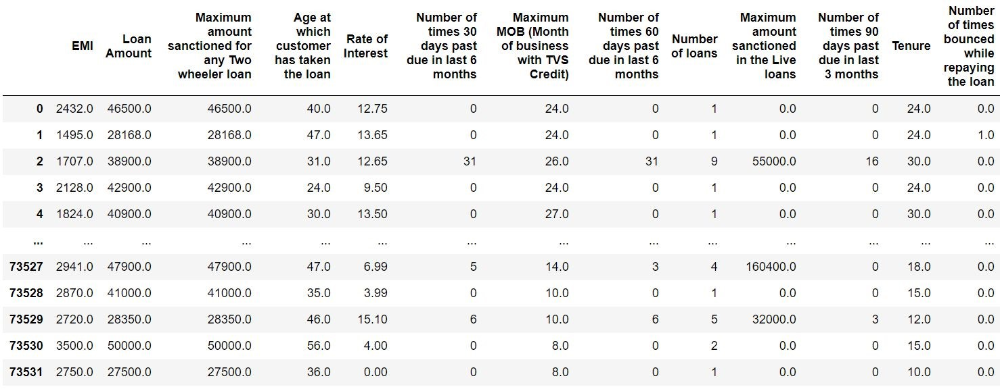 EMI Loan Amount Maximum amount sanctioned for any Two wheeler loan Age at which customer has taken the loan Rate of Interest Number of times 30 days past due in last 6 months Maximum MOB (Month of business with TVS Credit) Number of times 60 days past due in last 6 months Number of loans Maximum amount sanctioned in the Live loans Number of times 90 days past due in last 3 months Tenure Number of times bounced while repaying the loan
0 2432.0 46500.0 46500.0 40.0 12.75 0 24.0 0 1 0.0 0 24.0 0.0
1 1495.0 28168.0 28168.0 47.0 13.65 0 24.0 0 1 0.0 0 24.0 1.0
2 1707.0 38900.0 38900.0 31.0 12.65 31 26.0 31 9 55000.0 16 30.0 0.0
3 2128.0 42900.0 42900.0 24.0 9.50 0 24.0 0 1 0.0 0 24.0 0.0
4 1824.0 40900.0 40900.0 30.0 13.50 0 27.0 0 1 0.0 0 30.0 0.0
... ... ... ... ... ... ... ... ... ... ... ... ... ...
73527 2941.0 47900.0 47900.0 47.0 6.99 5 14.0 3 4 160400.0 0 18.0 0.0
73528 2870.0 41000.0 41000.0 35.0 3.99 0 10.0 0 1 0.0 0 15.0 0.0
73529 2720.0 28350.0 28350.0 46.0 15.10 6 10.0 6 5 32000.0 3 12.0 0.0
73530 3500.0 50000.0 50000.0 56.0 4.00 0 8.0 0 2 0.0 0 15.0 0.0
73531 2750.0 27500.0 27500.0 36.0 0.00 0 8.0 0 1 0.0 0 10.0 0.0